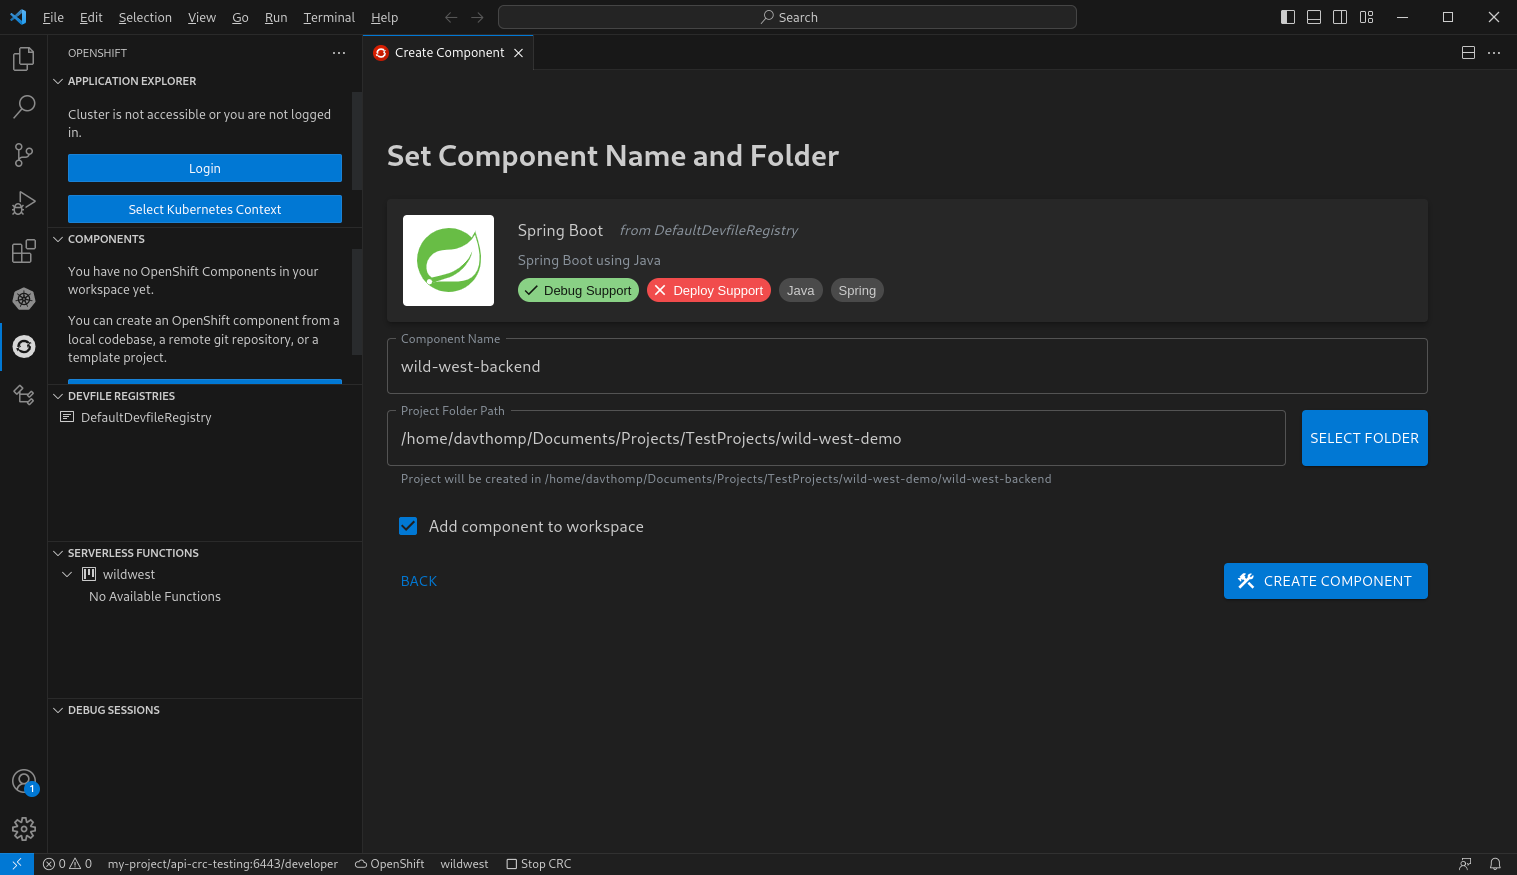 File Edit Selection View Go Run Terminal Help
Search
OPENSHIFT
APPLICATION EXPLORER
Cluster is not accessible or you are not logged
in.
Login
Select Kubernetes Context
COMPONENTS
You have no OpenShift Components in your
workspace yet.
You can create an OpenShift component from a
local codebase, a remote git repository, or a
template project.
DEVFILE REGISTRIES
DefaultDevfileRegistry
SERVERLESS FUNCTIONS
wildwest
No Available Functions
DEBUG SESSIONS
1
Create Component
Set Component Name and Folder
Spring Boot from DefaultDevfileRegistry
Spring Boot using Java
Debug Support Deploy Support Java Spring
Component Name
wild-west-backend
Project Folder Path
/home/davthomp/Documents/Projects/TestProjects/wild-west-demo
SELECT FOLDER
Project will be created in /home/davthomp/Documents/Projects/TestProjects/wild-west-demo/wild-west-backend
Add component to workspace
BACK
CREATE COMPONENT
0 0 my-project/api-crc-testing:6443/developer OpenShift wildwest Stop CRC